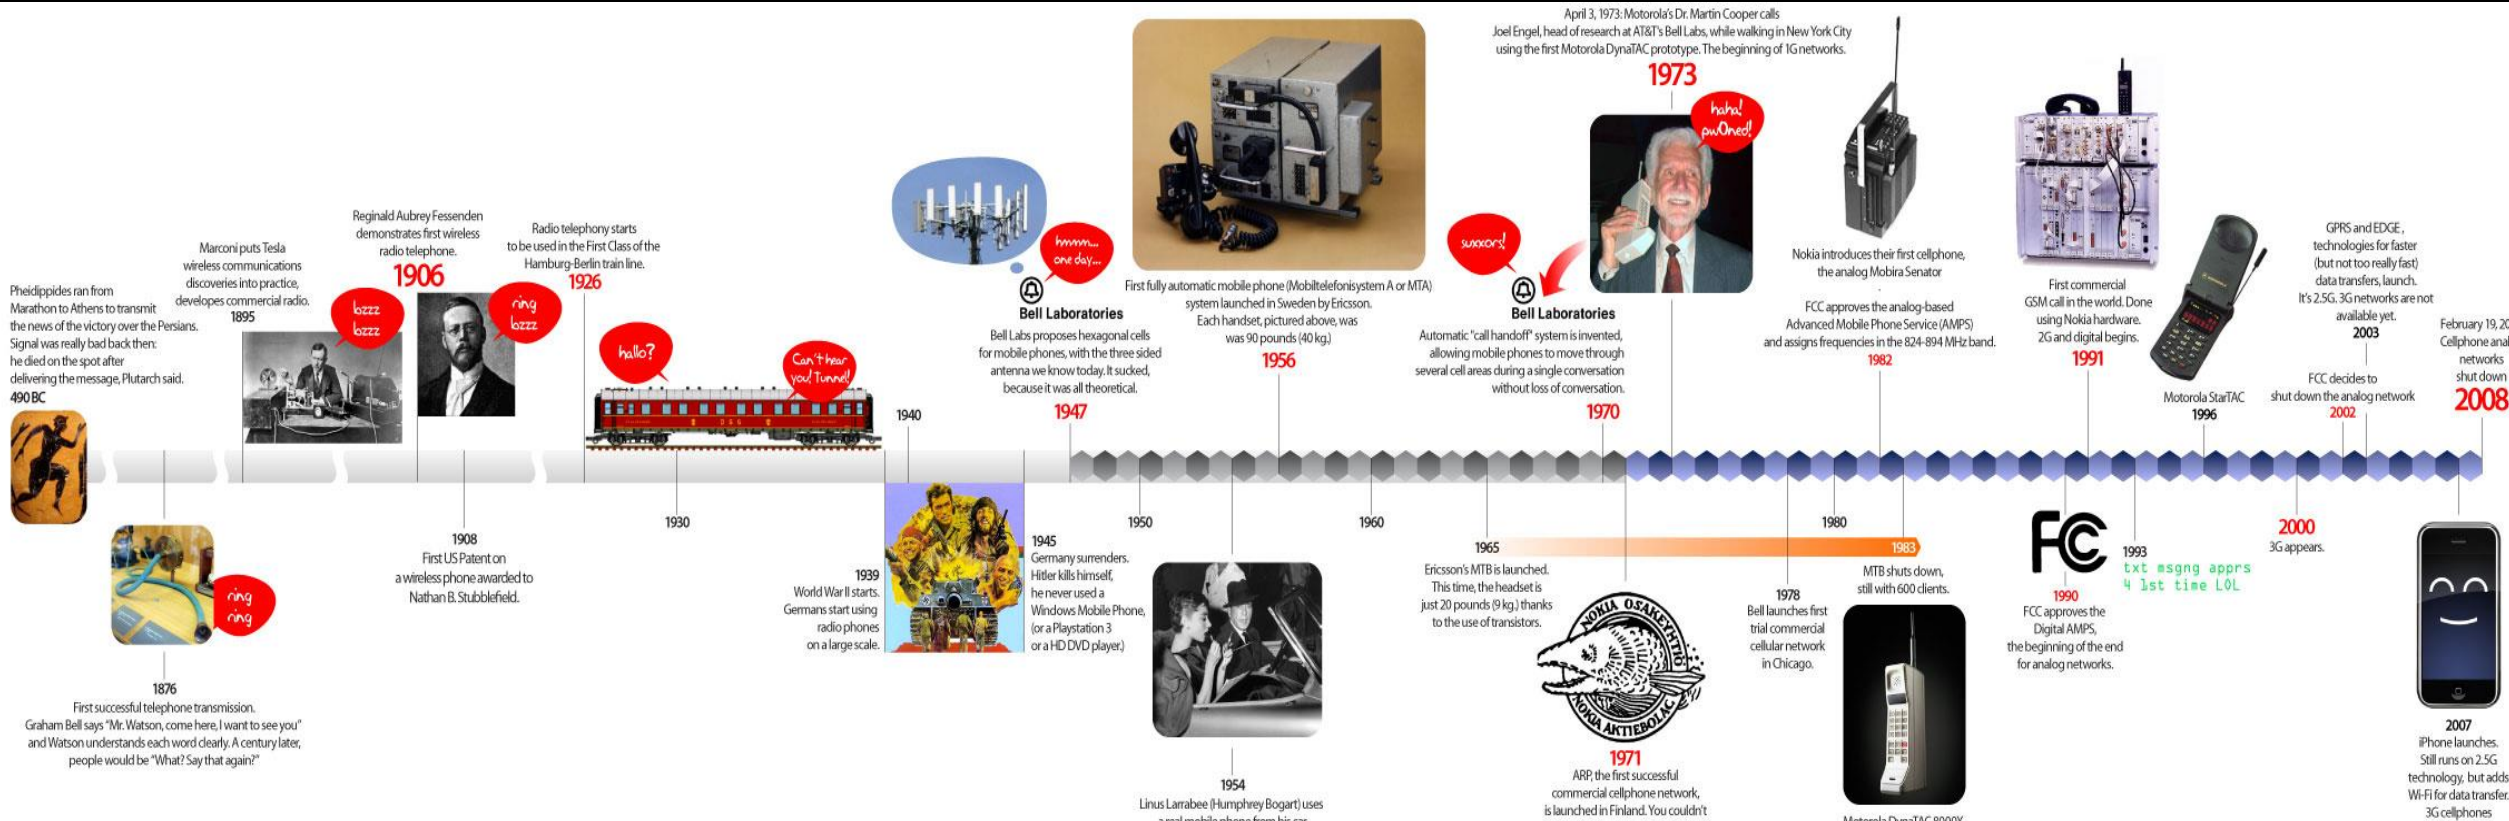 Pheidippides ran from
Marathon to Athens to transmit
the news of the victory over the Persians.
Signal was really bad back then:
he died on the spot after
delivering the message, Plutarch said.
490 BC
ring
ring
1876
First successful telephone transmission.
Graham Bell says "Mr. Watson, come here, I want to see you"
and Watson understands each word clearly. A century later,
people would be "What? Say that again?"
Marconi puts Tesla
wireless communications
discoveries into practice,
developes commercial radio.
1895
bzzz
bzzz
Reginald Aubrey Fessenden
demonstrates first wireless
radio telephone.
1906
ring
bzzz
1908
First US Patent on
a wireless phone awarded to
Nathan B. Stubblefield.
Radio telephony starts
to be used in the First Class of the
Hamburg-Berlin train line.
1926
hallo?
Can't hear
you! Tunnel!
D S G
1930
1939
World War II starts.
Germans start using
radio phones
on a large scale.
1940
1945
Germany surrenders.
Hitler kills himself,
he never used a
Windows Mobile Phone,
(or a Playstation 3
or a HD DVD player.)
hmmm...
one day...
Bell Laboratories
Bell Labs proposes hexagonal cells
for mobile phones, with the three sided
antenna we know today. It sucked,
because it was all theoretical.
1947
1950
1954
Linus Larrabee (Humphrey Bogart) uses
a real mobile phone from his car
First fully automatic mobile phone (Mobiltelefonisystem A or MTA)
system launched in Sweden by Ericsson.
Each handset, pictured above, was
was 90 pounds (40 kg.)
1956
1960
1965
Ericsson's MTB is launched.
This time, the headset is
just 20 pounds (9 kg.) thanks
to the use of transistors.
suxxors!
Bell Laboratories
Automatic "call handoff" system is invented,
allowing mobile phones to move through
several cell areas during a single conversation
without loss of conversation.
1970
NOKIA OSAKEYHTIÖ
NOKIA AKTIEBOLAG
1971
ARP, the first successful
commercial cellphone network,
is launched in Finland. You couldn't
April 3, 1973: Motorola's Dr. Martin Cooper calls
Joel Engel, head of research at AT&T's Bell Labs, while walking in New York City
using the first Motorola DynaTAC prototype. The beginning of 1G networks.
1973
haha!
pwOned!
1978
Bell launches first
trial commercial
cellular network
in Chicago.
1980
Nokia introduces their first cellphone,
the analog Mobira Senator
-
FCC approves the analog-based
Advanced Mobile Phone Service (AMPS)
and assigns frequencies in the 824-894 MHz band.
1982
1983
MTB shuts down,
still with 600 clients.
Motorola DynaTAC 8000X
FCC
1990
FCC approves the
Digital AMPS,
the beginning of the end
for analog networks.
First commercial
GSM call in the world. Done
using Nokia hardware.
2G and digital begins.
1991
1993
txt msgng apprs
4 1st time LOL
Motorola StarTAC
1996
2000
3G appears.
FCC decides to
shut down the analog network
2002
GPRS and EDGE ,
technologies for faster
(but not too really fast)
data transfers, launch.
It's 2.5G. 3G networks are not
available yet.
2003
2007
iPhone launches.
Still runs on 2.5G
technology, but adds
Wi-Fi for data transfer.
3G cellphones
February 19, 20
Cellphone anal
networks
shut down
2008